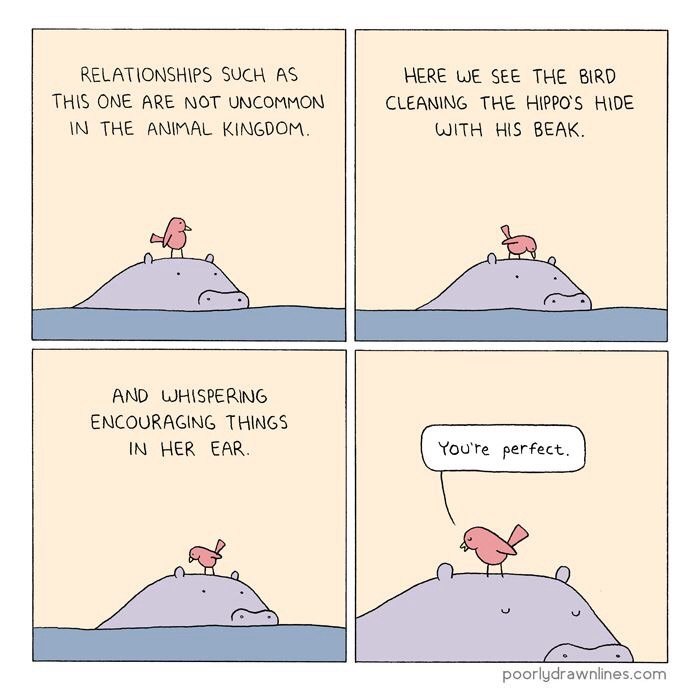 RELATIONSHIPS SUCH AS
THIS ONE ARE NOT UNCOMMON
IN THE ANIMAL KINGDOM.
HERE WE SEE THE BIRD
CLEANING THE HIPPO'S HIDE
WITH HIS BEAK.
AND WHISPERING
ENCOURAGING THINGS
IN HER EAR.
You're perfect.
poorlydrawnlines.com